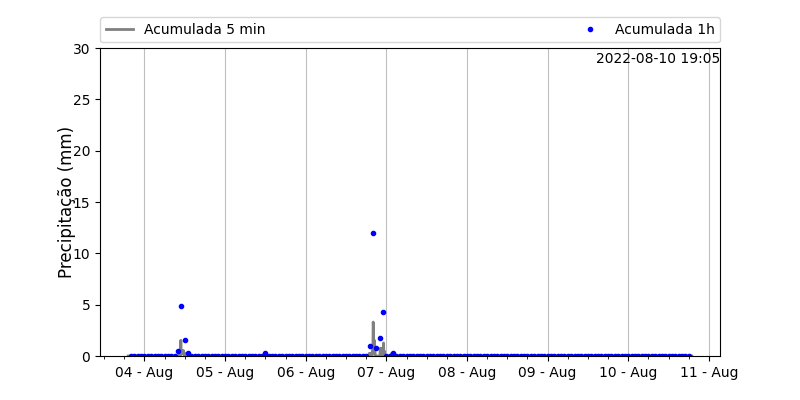 Acumulada 5 min
Acumulada 1h
2022-08-10 19:05
Precipitação (mm)
30
25
20
15
10
5
0
04 - Aug
05 - Aug
06 - Aug
07 - Aug
08 - Aug
09 - Aug
10 - Aug
11 - Aug